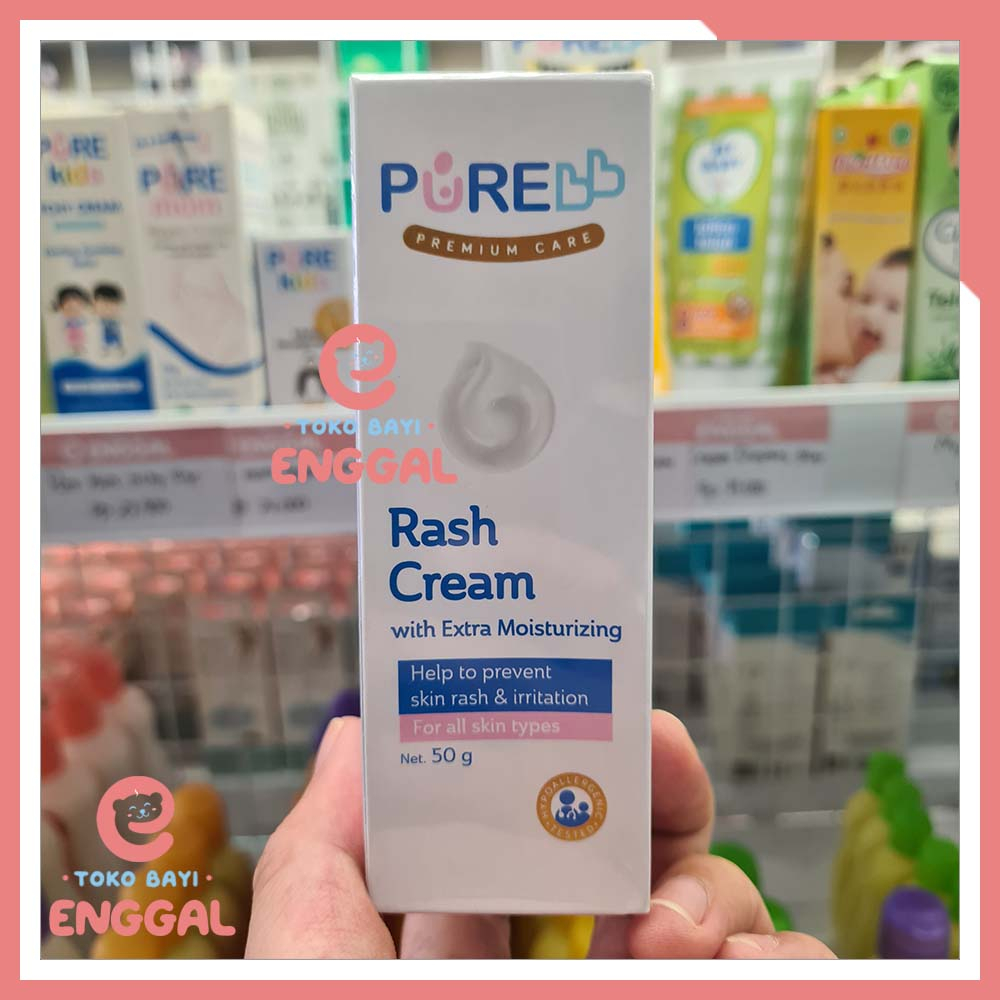 PUREBB
PREMIUM CARE
Rash
Cream
with Extra Moisturizing
Help to prevent
skin rash & irritation
For all skin types
Net. 50 g
HYPOALLERGENIC
TESTED
e
TOKO BAYI
ENGGAL
e
TOKO BAYI
ENGGAL
PURE
kids
PURE
mom
PURE
kids
ENGGAL